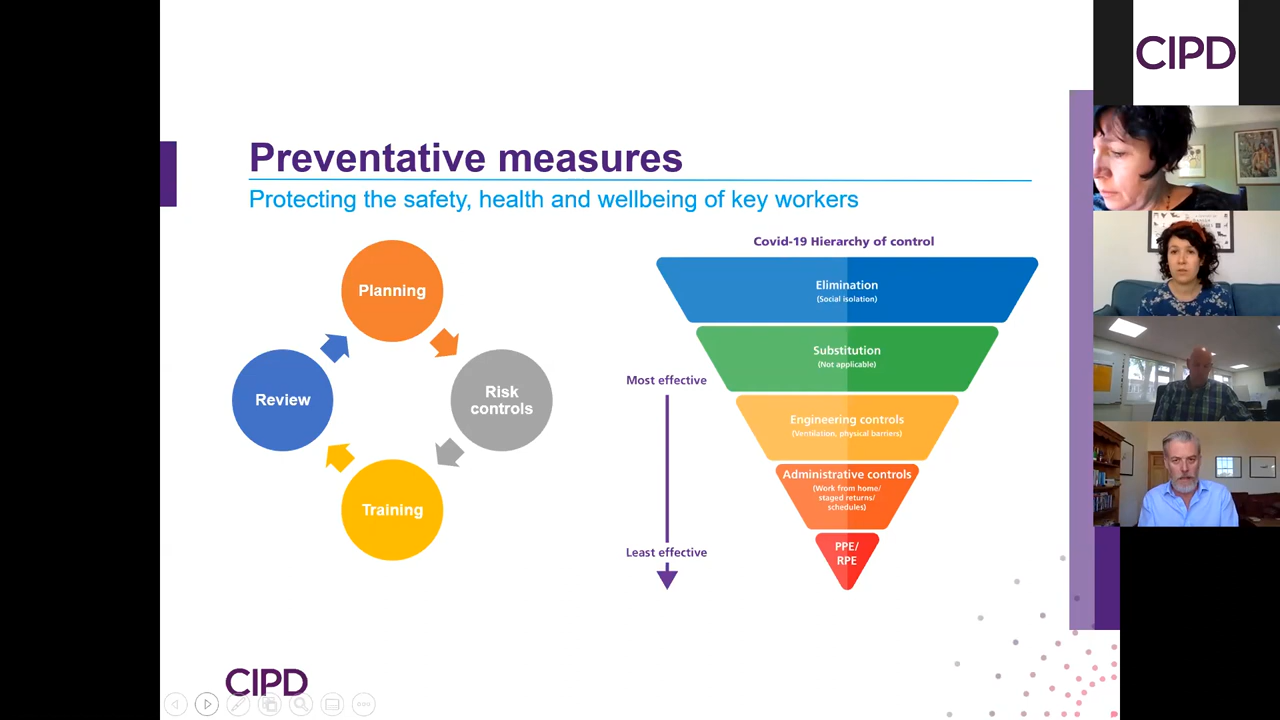 Preventative measures
Protecting the safety, health and wellbeing of key workers
Planning
Risk
controls
Training
Review
Covid-19 Hierarchy of control
Most effective
Least effective
Elimination
(Social isolation)
Substitution
(Not applicable)
Engineering controls
(Ventilation, physical barriers)
Administrative controls
(Work from home/
staged returns/
schedules)
PPE/
RPE
CIPD
CIPD